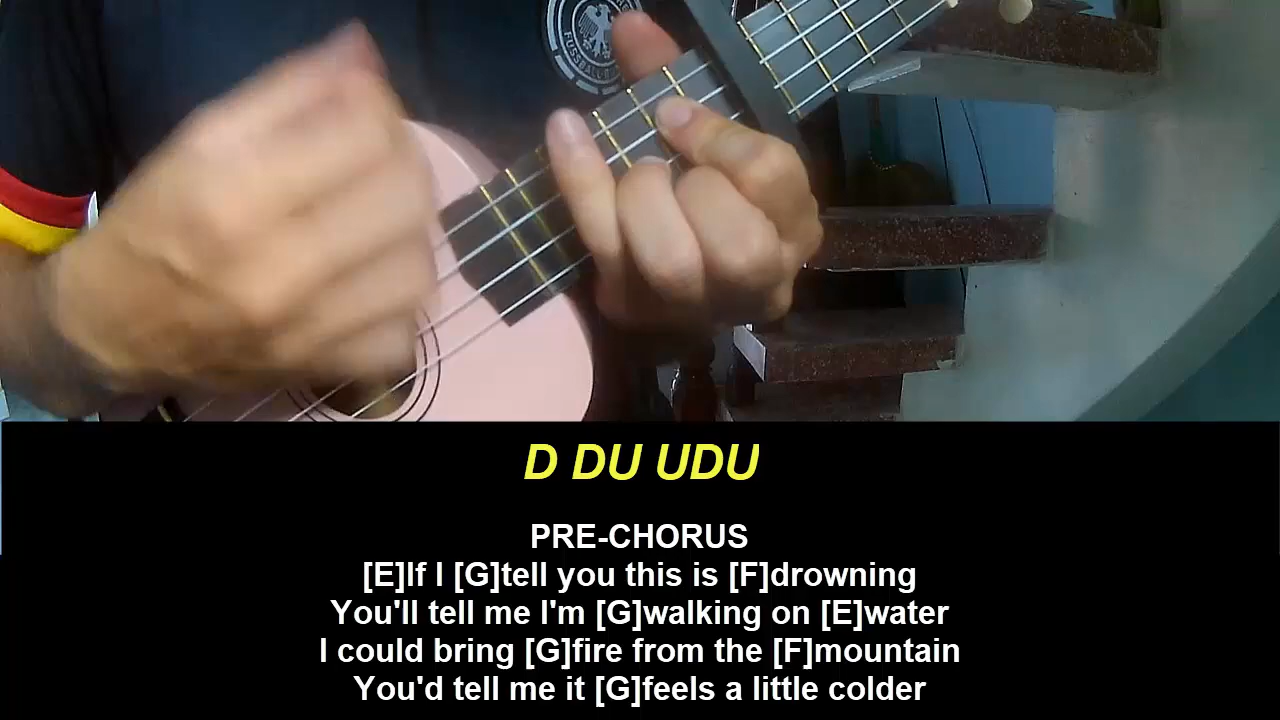 FUSSBALL
D DU UDU
PRE-CHORUS
[E]If I [G]tell you this is [F]drowning
You'll tell me I'm [G]walking on [E]water
I could bring [G]fire from the [F]mountain
You'd tell me it [G]feels a little colder